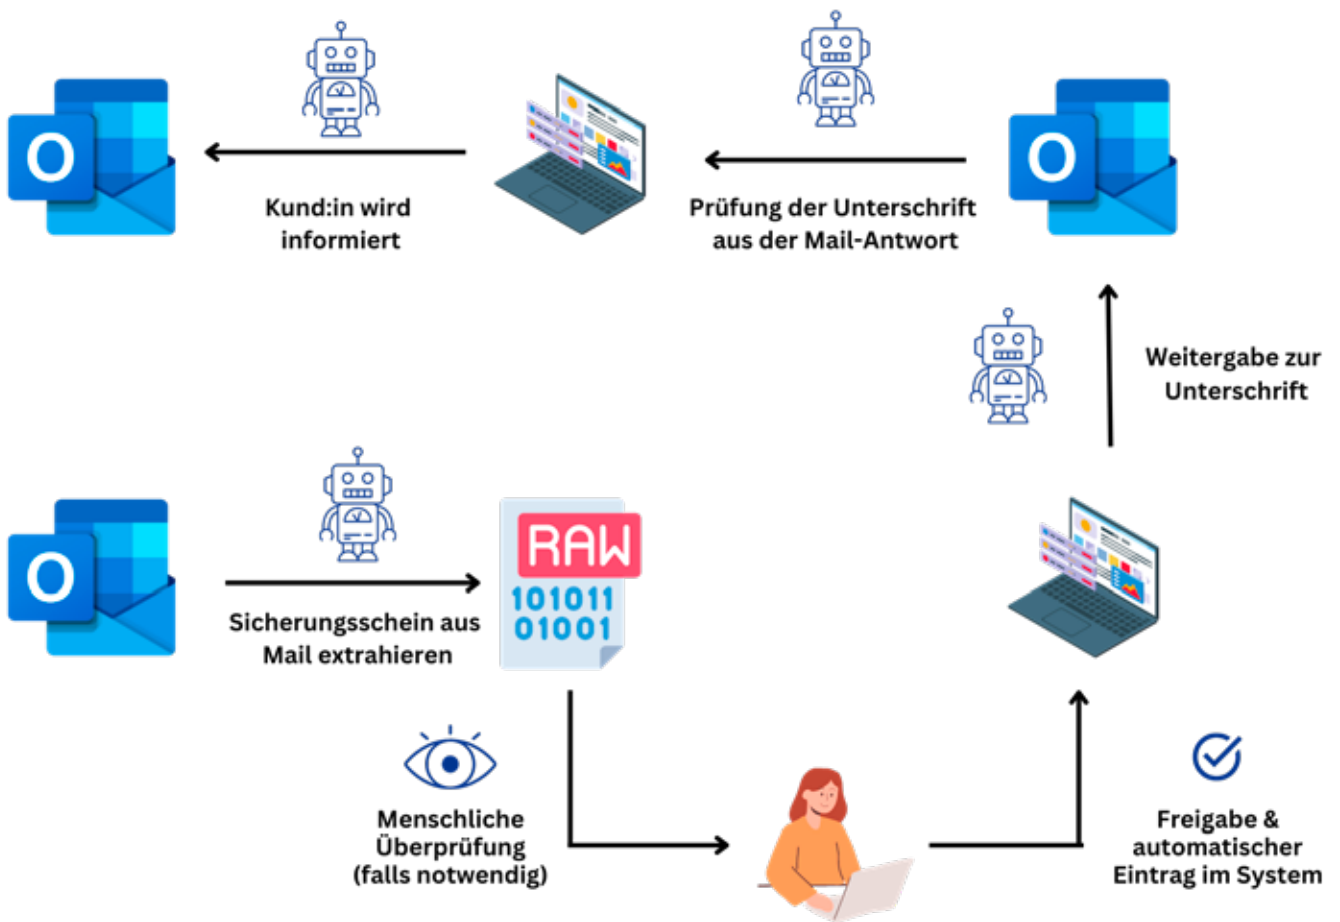 Kund:in wird
informiert
Prüfung der Unterschrift
aus der Mail-Antwort
O
O
Weitergabe zur
Unterschrift
O
Sicherungsschein aus
Mail extrahieren
RAW
101011
01001
Menschliche
Überprüfung
(falls notwendig)
Freigabe &
automatischer
Eintrag im System